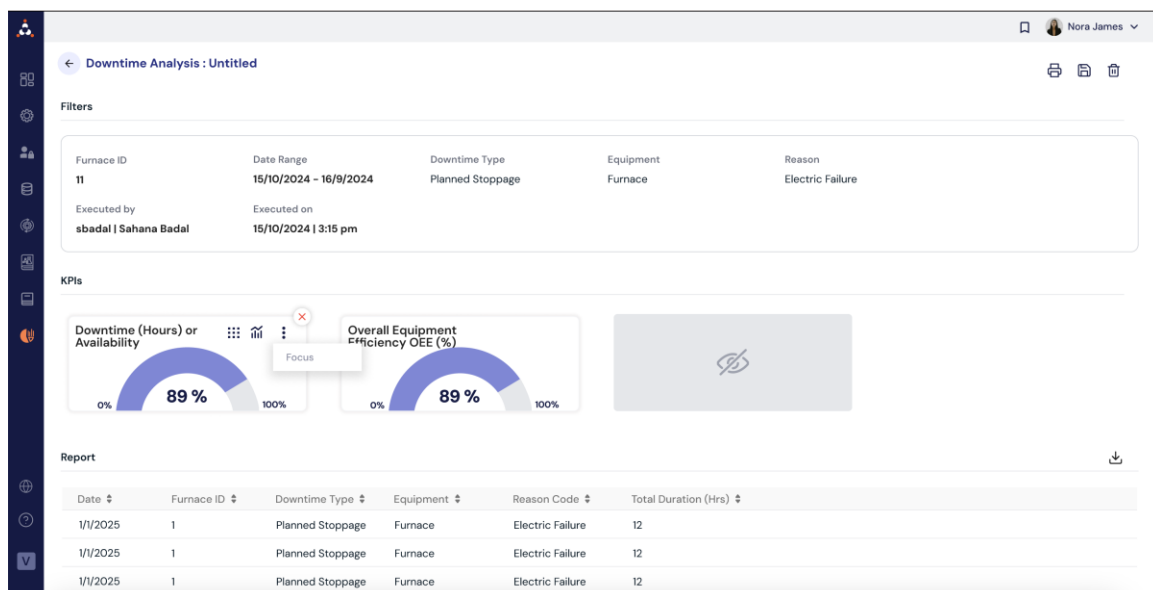 Nora James
Downtime Analysis : Untitled
Filters
Furnace ID Date Range Downtime Type Equipment Reason
11 15/10/2024 - 16/9/2024 Planned Stoppage Furnace Electric Failure
Executed by Executed on
sbadal | Sahana Badal 15/10/2024 | 3:15 pm
KPIs
Downtime (Hours) or
Availability
Focus
0% 89 % 100%
Overall Equipment
Efficiency OEE (%)
0% 89 % 100%
Report
Date Furnace ID Downtime Type Equipment Reason Code Total Duration (Hrs)
1/1/2025 1 Planned Stoppage Furnace Electric Failure 12
1/1/2025 1 Planned Stoppage Furnace Electric Failure 12
1/1/2025 1 Planned Stoppage Furnace Electric Failure 12
V